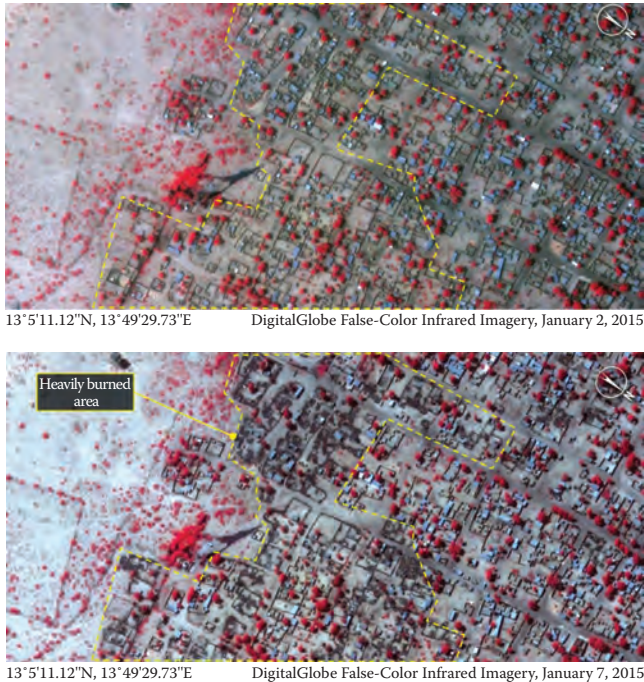 N
13°5'11.12"N, 13°49'29.73"E DigitalGlobe False-Color Infrared Imagery, January 2, 2015
Heavily burned
area
N
13°5'11.12"N, 13°49'29.73"E DigitalGlobe False-Color Infrared Imagery, January 7, 2015